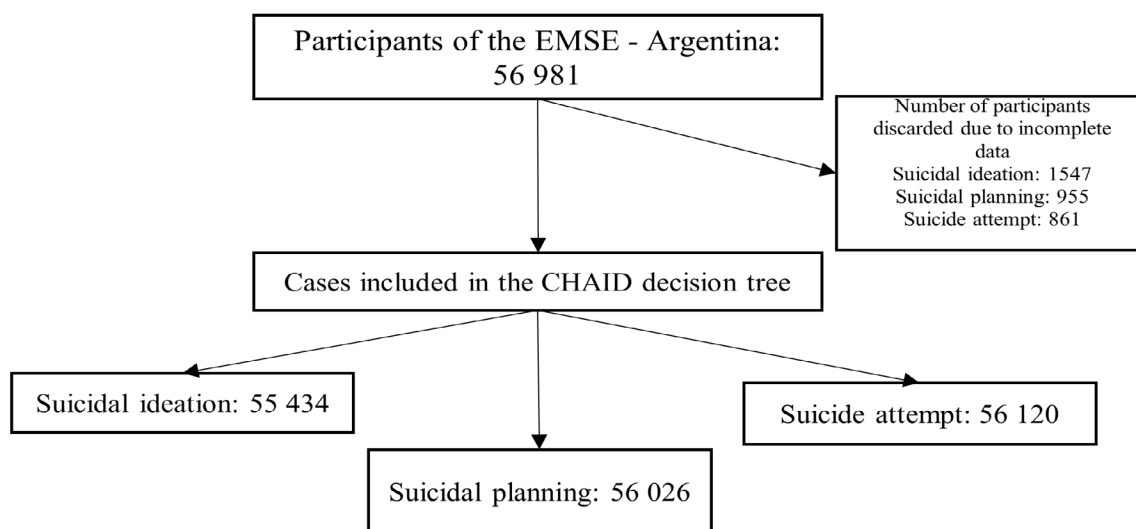 Participants of the EMSE - Argentina:
56 981
Number of participants
discarded due to incomplete
data
Suicidal ideation: 1547
Suicidal planning: 955
Suicide attempt: 861
Cases included in the CHAID decision tree
Suicidal ideation: 55 434
Suicide attempt: 56 120
Suicidal planning: 56 026